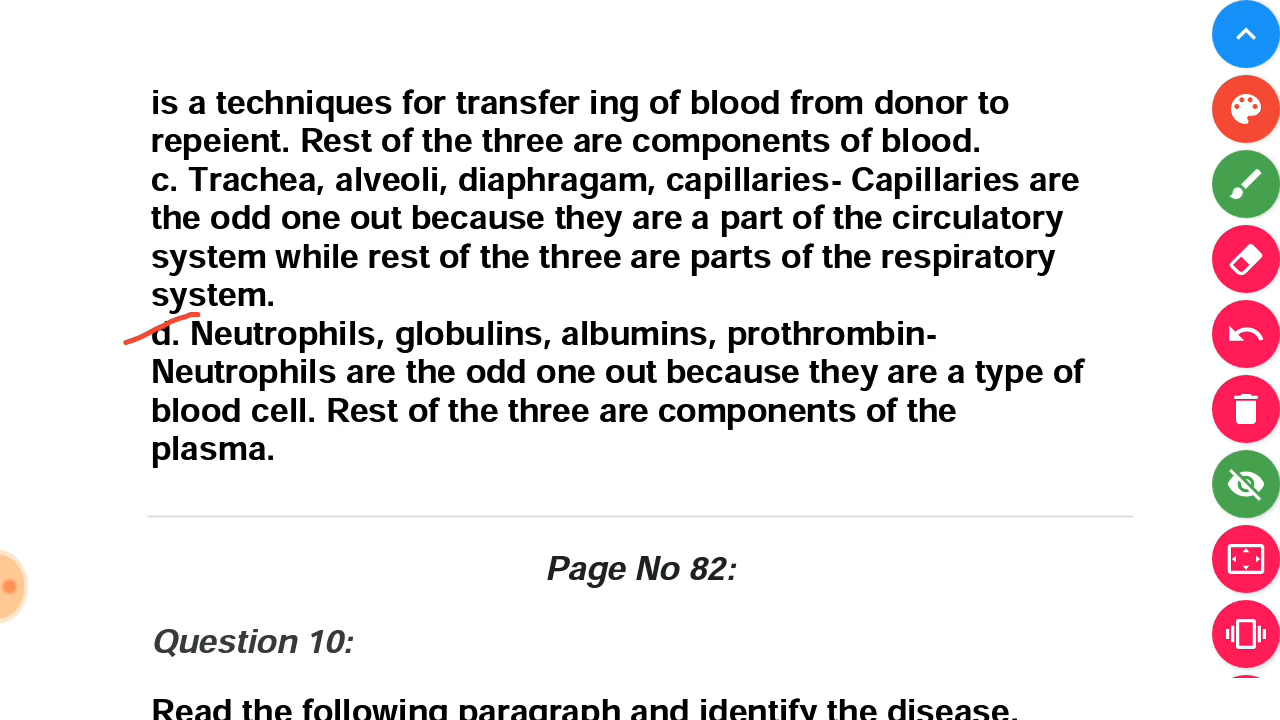 is a techniques for transfer ing of blood from donor to
repeient. Rest of the three are components of blood.
c. Trachea, alveoli, diaphragam, capillaries- Capillaries are
the odd one out because they are a part of the circulatory
system while rest of the three are parts of the respiratory
system.
d. Neutrophils, globulins, albumins, prothrombin-
Neutrophils are the odd one out because they are a type of
blood cell. Rest of the three are components of the
plasma.
Page No 82:
Question 10:
Read the following paragraph and identify the disease.